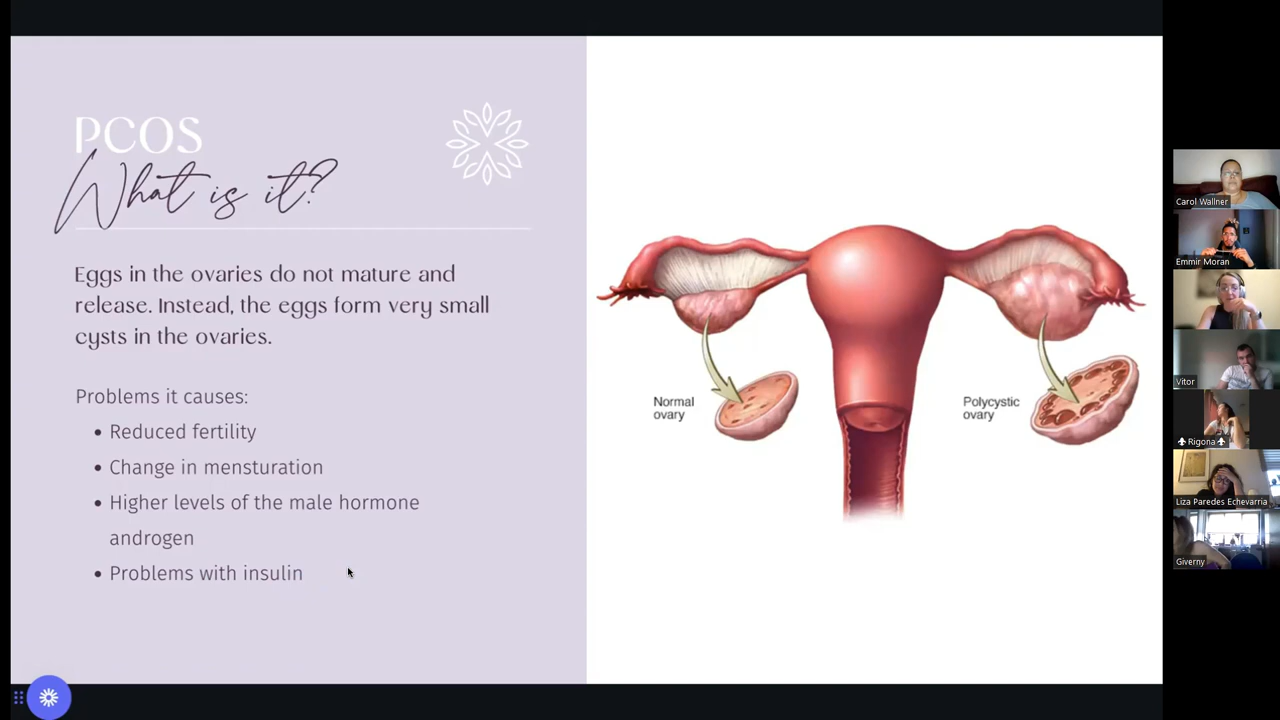 PCOS
What is it?
Eggs in the ovaries do not mature and
release. Instead, the eggs form very small
cysts in the ovaries.
Problems it causes:
• Reduced fertility
• Change in mensturation
• Higher levels of the male hormone
androgen
• Problems with insulin
Normal
ovary
Polycystic
ovary
Carol Wallner
Emmir Moran
Vitor
Rigona
Liza Paredes Echevarria
Giverny